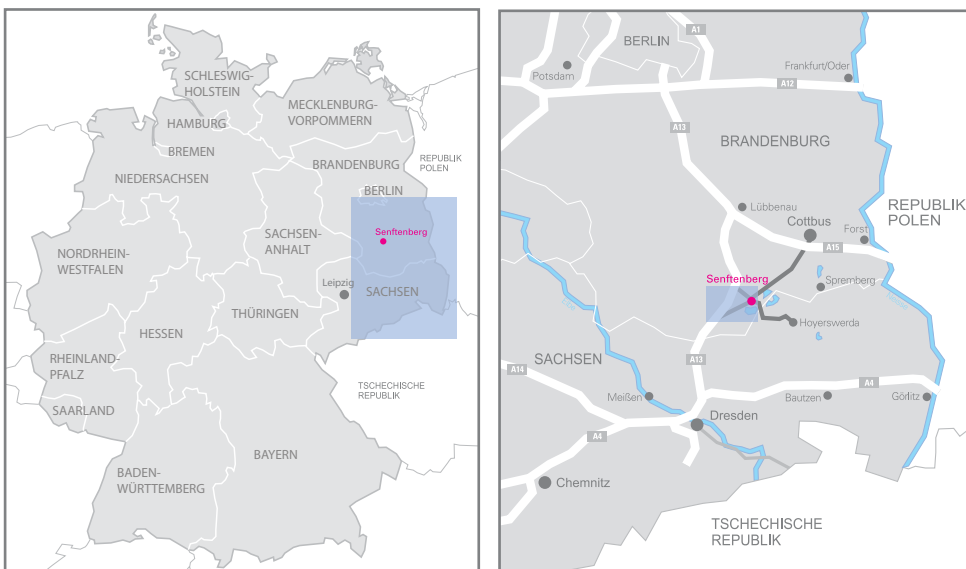 SCHLESWIG-
HOLSTEIN
MECKLENBURG-
VORPOMMERN
HAMBURG
BREMEN
BRANDENBURG
REPUBLIK
POLEN
NIEDERSACHSEN
BERLIN
SACHSEN-
ANHALT
Senftenberg
NORDRHEIN-
WESTFALEN
Leipzig
SACHSEN
THÜRINGEN
HESSEN
RHEINLAND-
PFALZ
TSCHECHISCHE
REPUBLIK
SAARLAND
BAYERN
BADEN-
WÜRTTEMBERG
A1
BERLIN
Potsdam
Frankfurt/Oder
A12
A13
BRANDENBURG
Lübbenau
REPUBLIK
POLEN
Cottbus
Forst
A15
Senftenberg
Spremberg
Hoyerswerda
SACHSEN
A13
A14
A4
Meißen
Bautzen
Görlitz
Dresden
A4
Chemnitz
TSCHECHISCHE
REPUBLIK